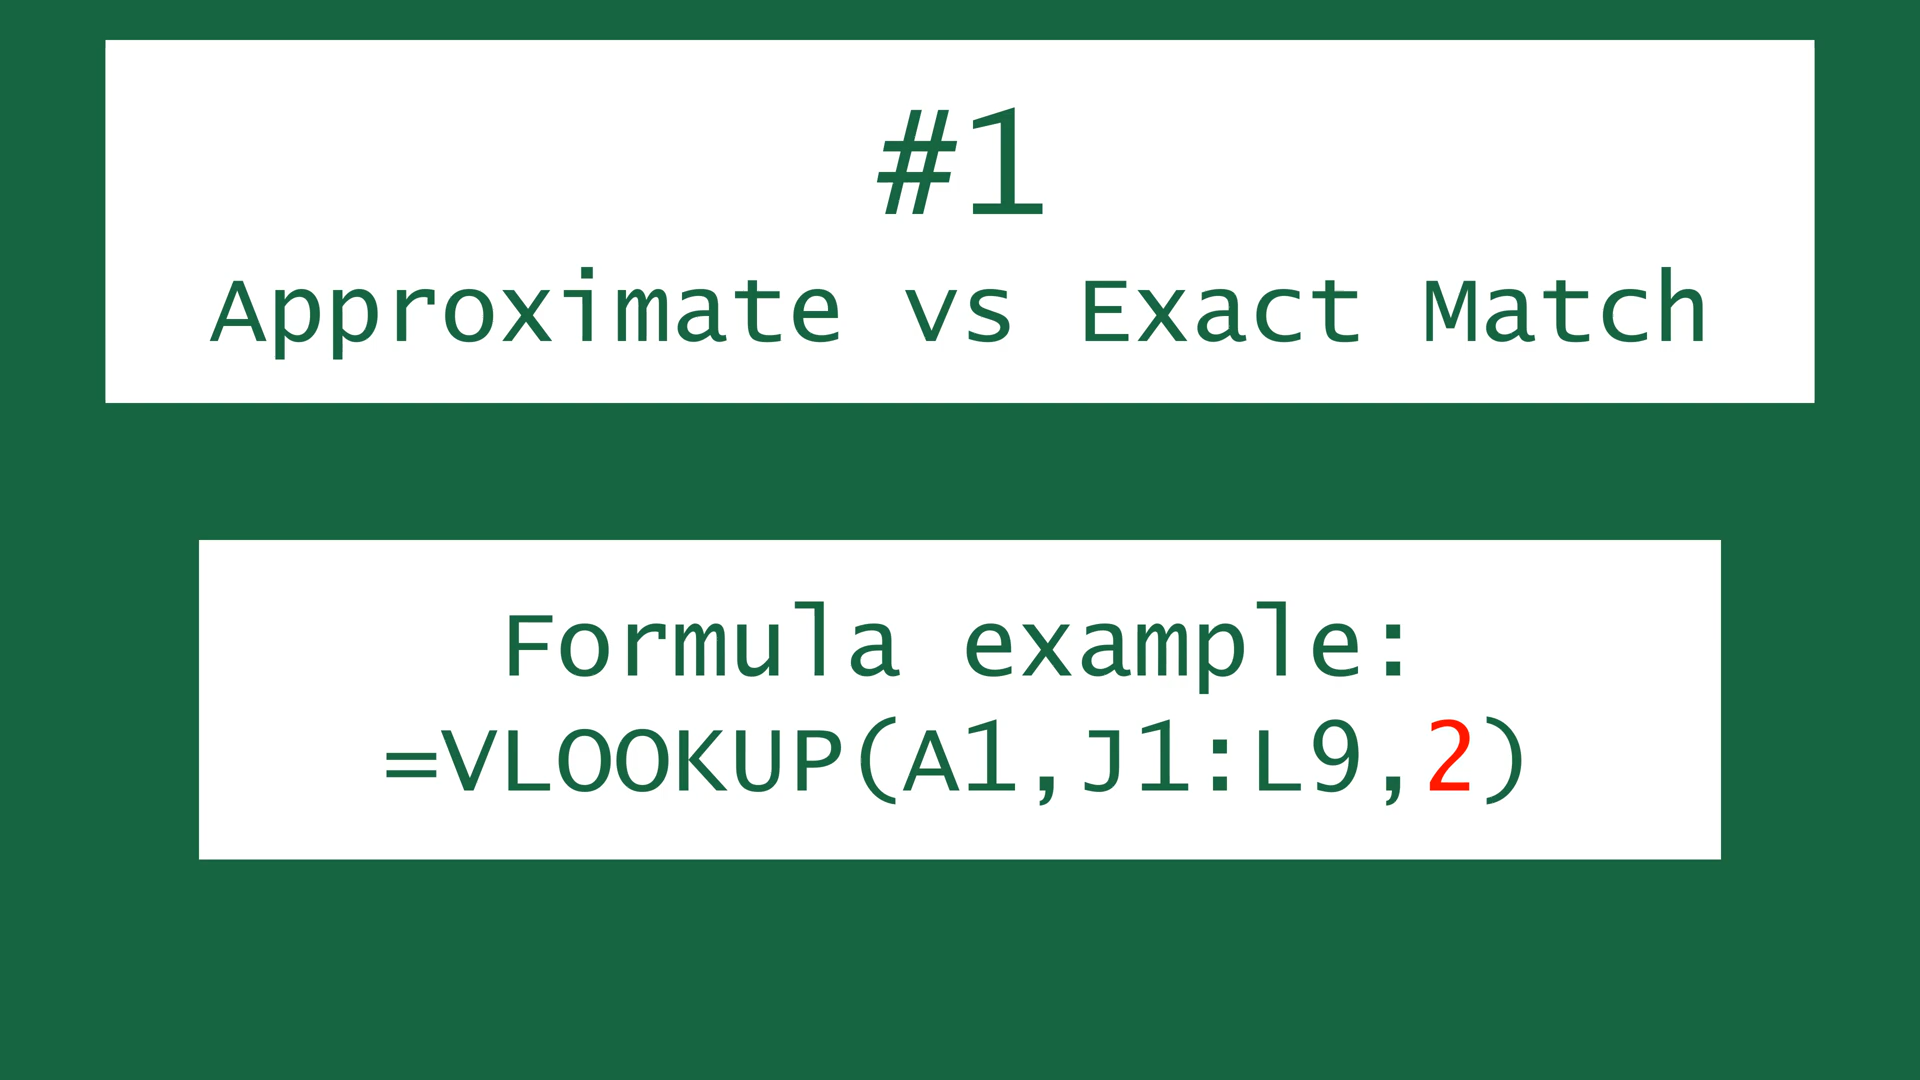 #1
Approximate vs Exact Match
Formula example:
=VLOOKUP(A1,J1:L9,2)